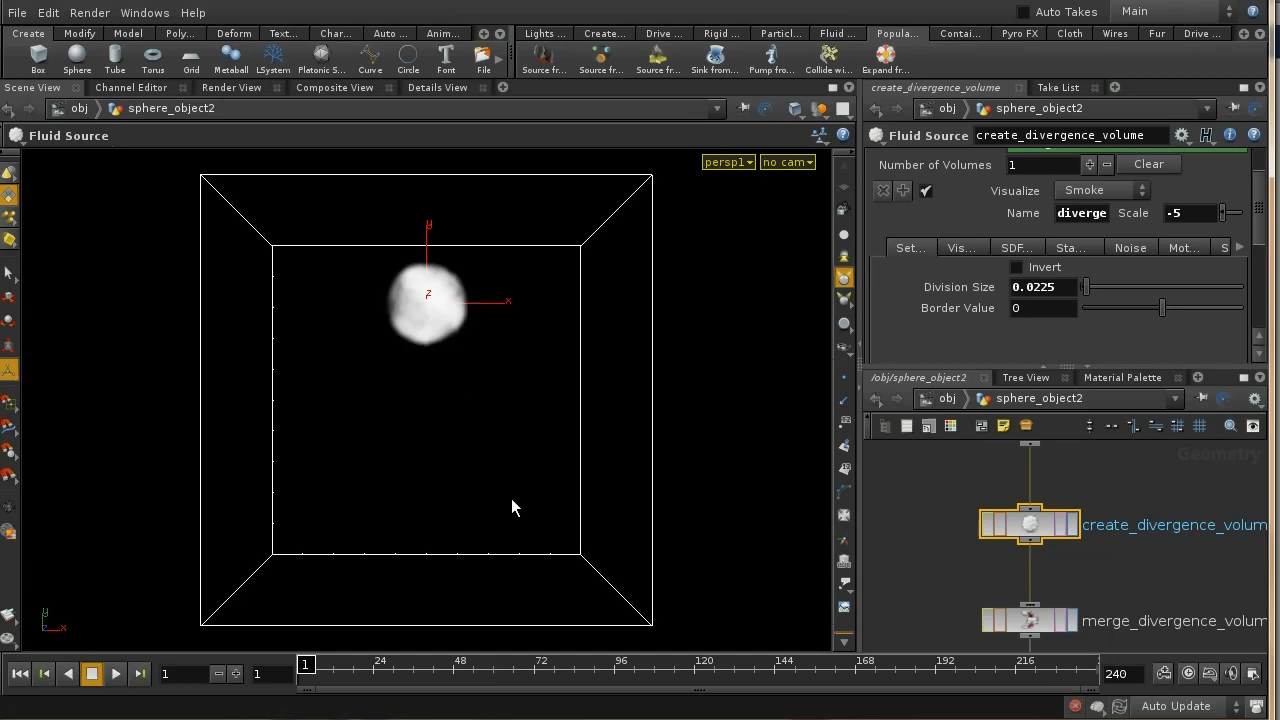 File Edit Render Windows Help Auto Takes Main
Create Modify Model Poly... Deform Text... Char... Auto ... Anim... Lights ... Create... Drive ... Rigid ... Particl... Fluid ... Popula... Contai... Pyro FX Cloth Wires Fur Drive ...
Box Sphere Tube Torus Grid Metaball LSystem Platonic S... Curve Circle Font File Source fr... Source fr... Source fr... Sink from... Pump fro... Collide wi... Expand fr...
Scene View Channel Editor Render View Composite View Details View
obj sphere_object2
Fluid Source
persp1 no cam
y
z
x
y
z x
create_divergence_volume Take List
obj sphere_object2
Fluid Source create_divergence_volume
Number of Volumes 1 Clear
Visualize Smoke
Name diverge Scale -5
Set... Vis... SDF... Sta... Noise Mot... S
Invert
Division Size 0.0225
Border Value 0
/obj/sphere_object2 Tree View Material Palette
obj sphere_object2
Geometry
create_divergence_volum
merge_divergence_volum
1 1 1 24 48 72 96 120 144 168 192 216 240
Auto Update